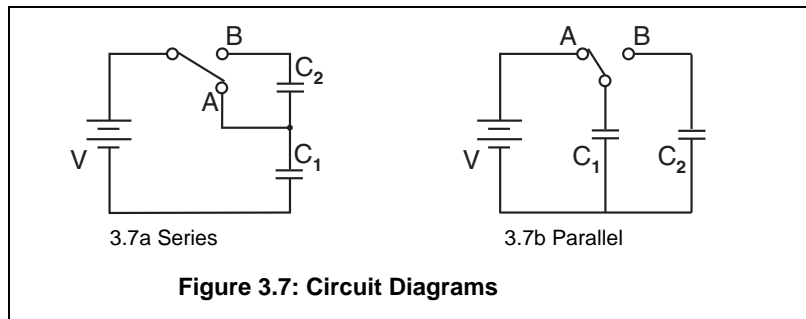 B
A
C₂
C₁
V
3.7a Series
A
B
V
C₁
C₂
3.7b Parallel
Figure 3.7: Circuit Diagrams